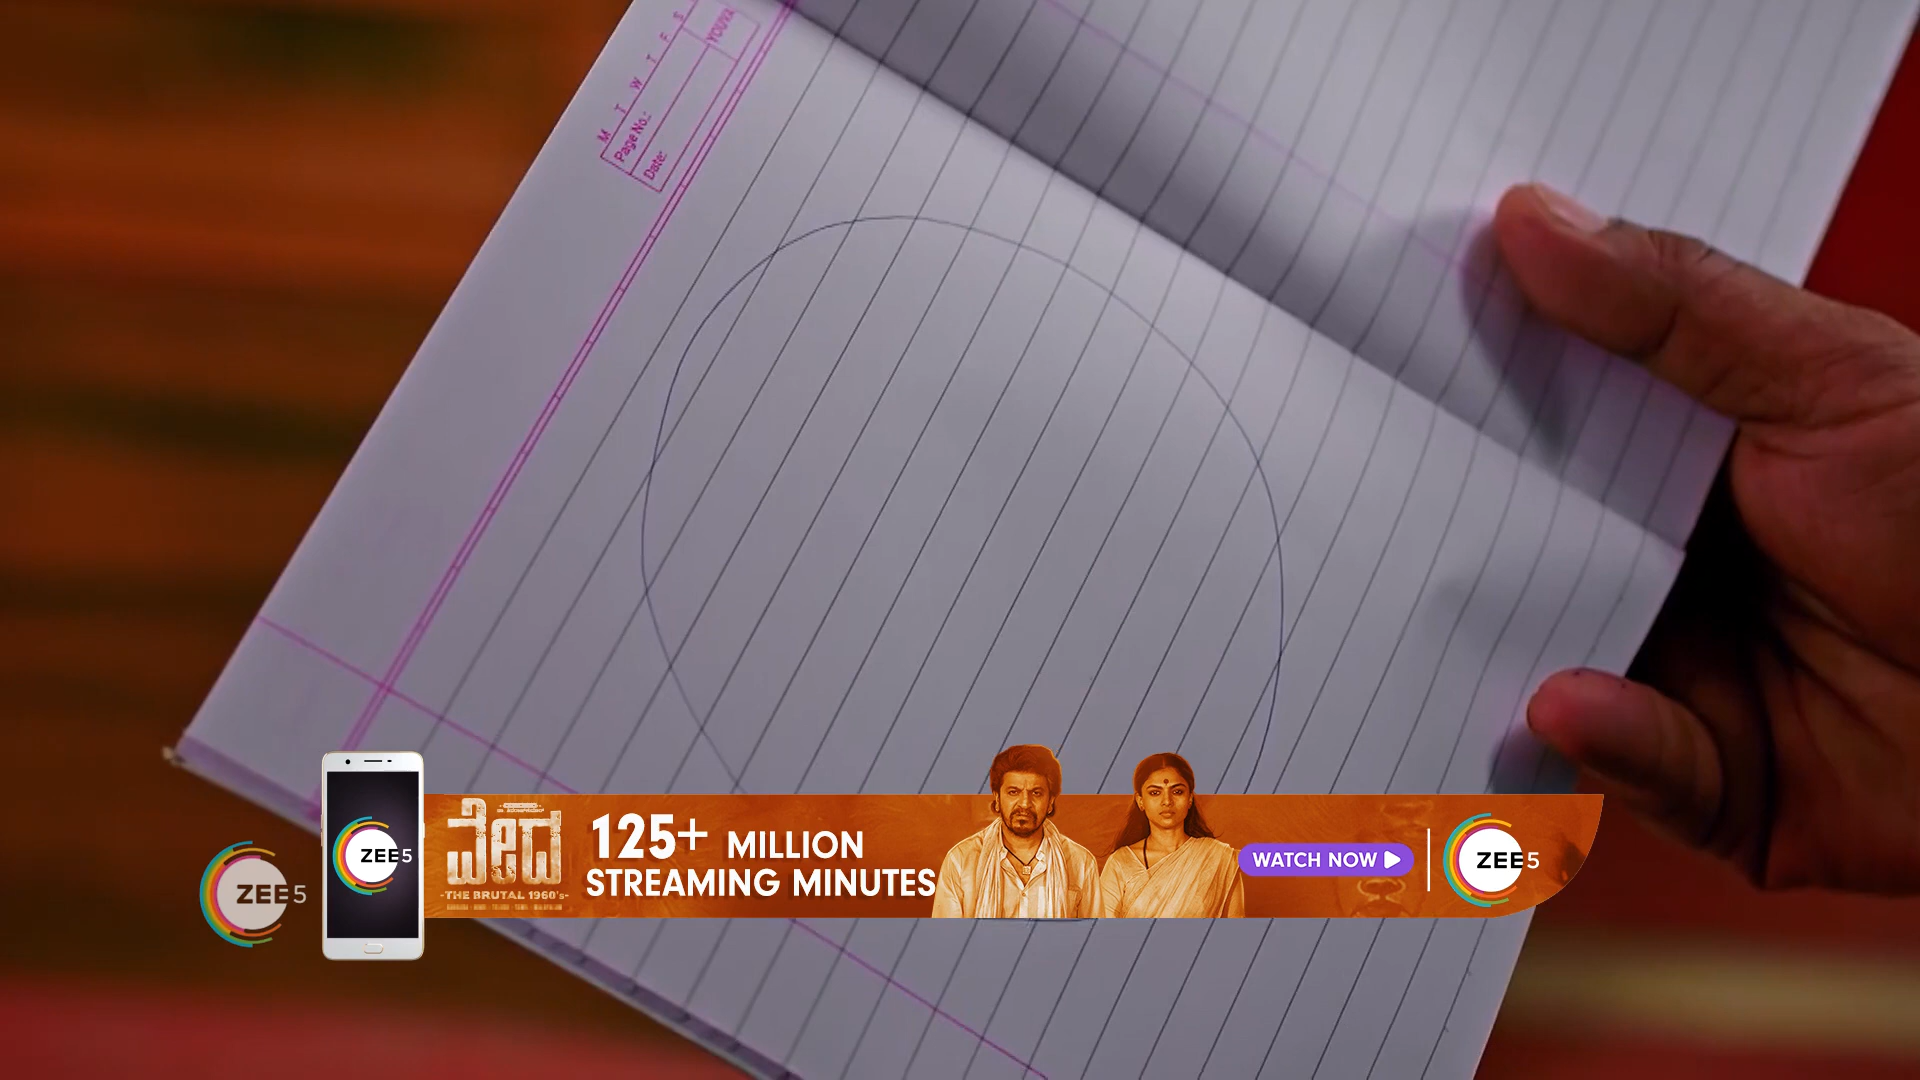 M T W T F S
Page No.:
Date:
YOUVA
ZEE5
ZEE5
ವೇದ
-THE BRUTAL 1960's-
125+ MILLION
STREAMING MINUTES
WATCH NOW
ZEE5